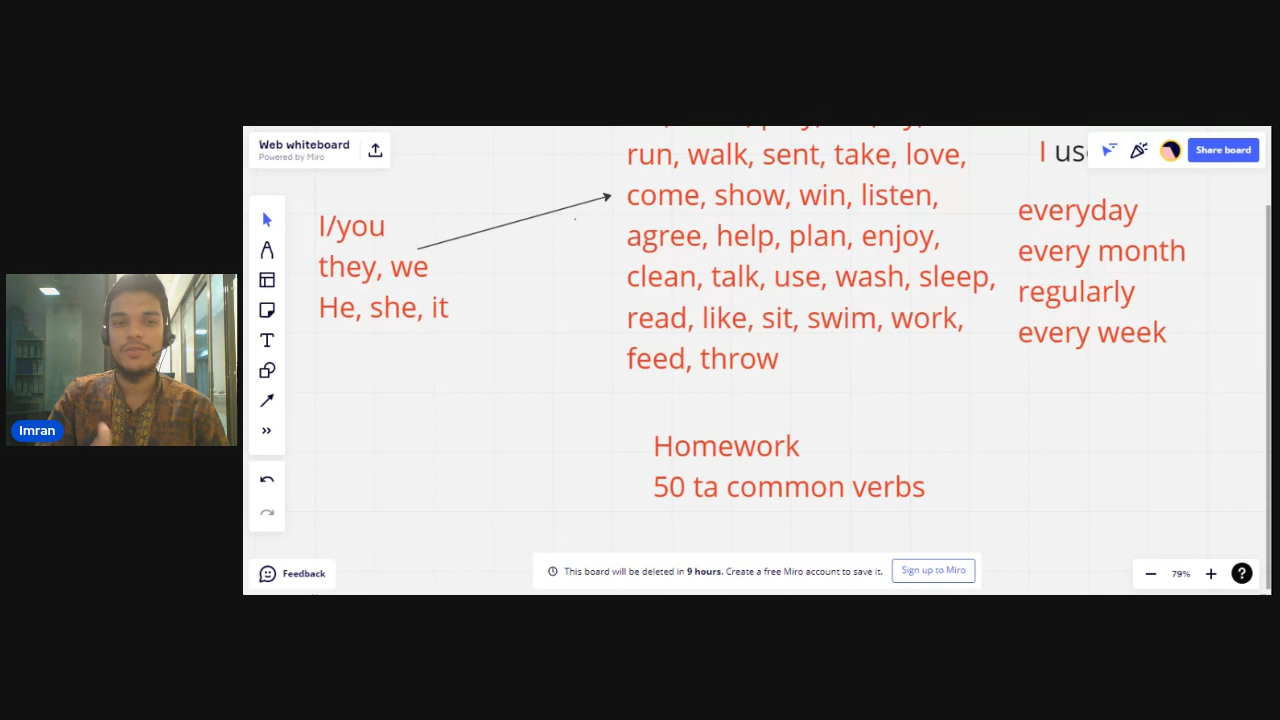 Web whiteboard
Powered by Miro
Share board
I/you
they, we
He, she, it
run, walk, sent, take, love,
come, show, win, listen,
agree, help, plan, enjoy,
clean, talk, use, wash, sleep,
read, like, sit, swim, work,
feed, throw
I
everyday
every month
regularly
every week
Homework
50 ta common verbs
Imran
Feedback
This board will be deleted in 9 hours. Create a free Miro account to save it.
Sign up to Miro
79%